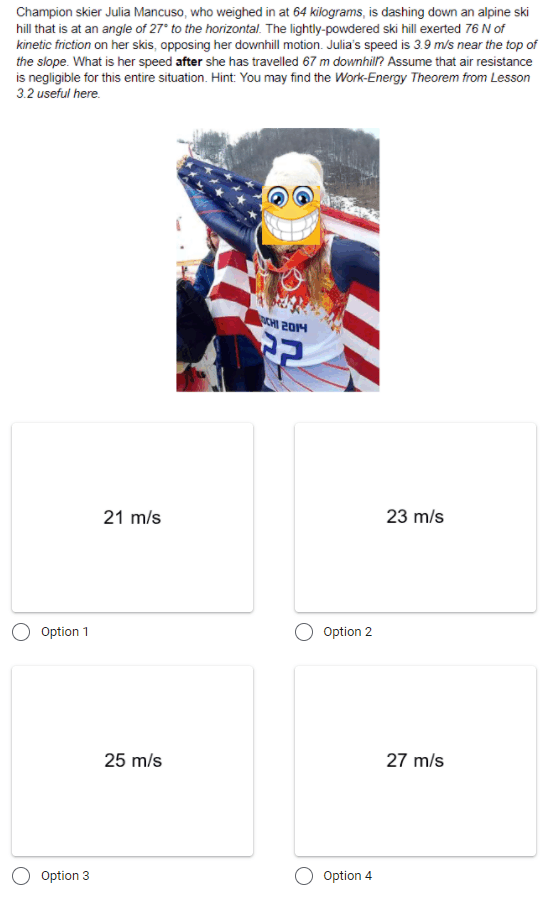 Champion skier Julia Mancuso, who weighed in at 64 kilograms, is dashing down an alpine ski
hill that is at an angle of 27° to the horizontal. The lightly-powdered ski hill exerted 76 N of
kinetic friction on her skis, opposing her downhill motion. Julia's speed is 3.9 m/s near the top of
the slope. What is her speed after she has travelled 67 m downhill? Assume that air resistance
is negligible for this entire situation. Hint: You may find the Work-Energy Theorem from Lesson
3.2 useful here.
2014
22
21 m/s
23 m/s
Option 1
Option 2
25 m/s
27 m/s
Option 3
Option 4